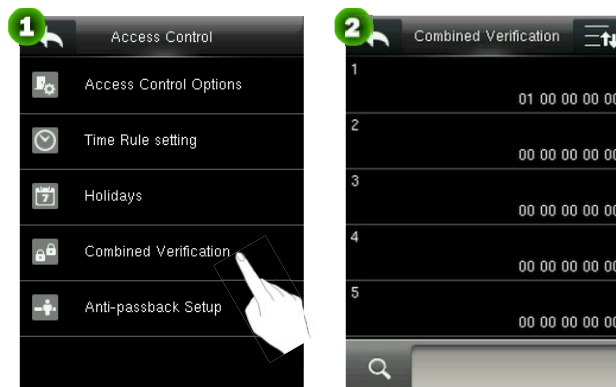 1
Access Control
Access Control Options
Time Rule setting
7
Holidays
Combined Verification
Anti-passback Setup
2
Combined Verification
1
01 00 00 00 00
2
00 00 00 00 00
3
00 00 00 00 00
4
00 00 00 00 00
5
00 00 00 00 00